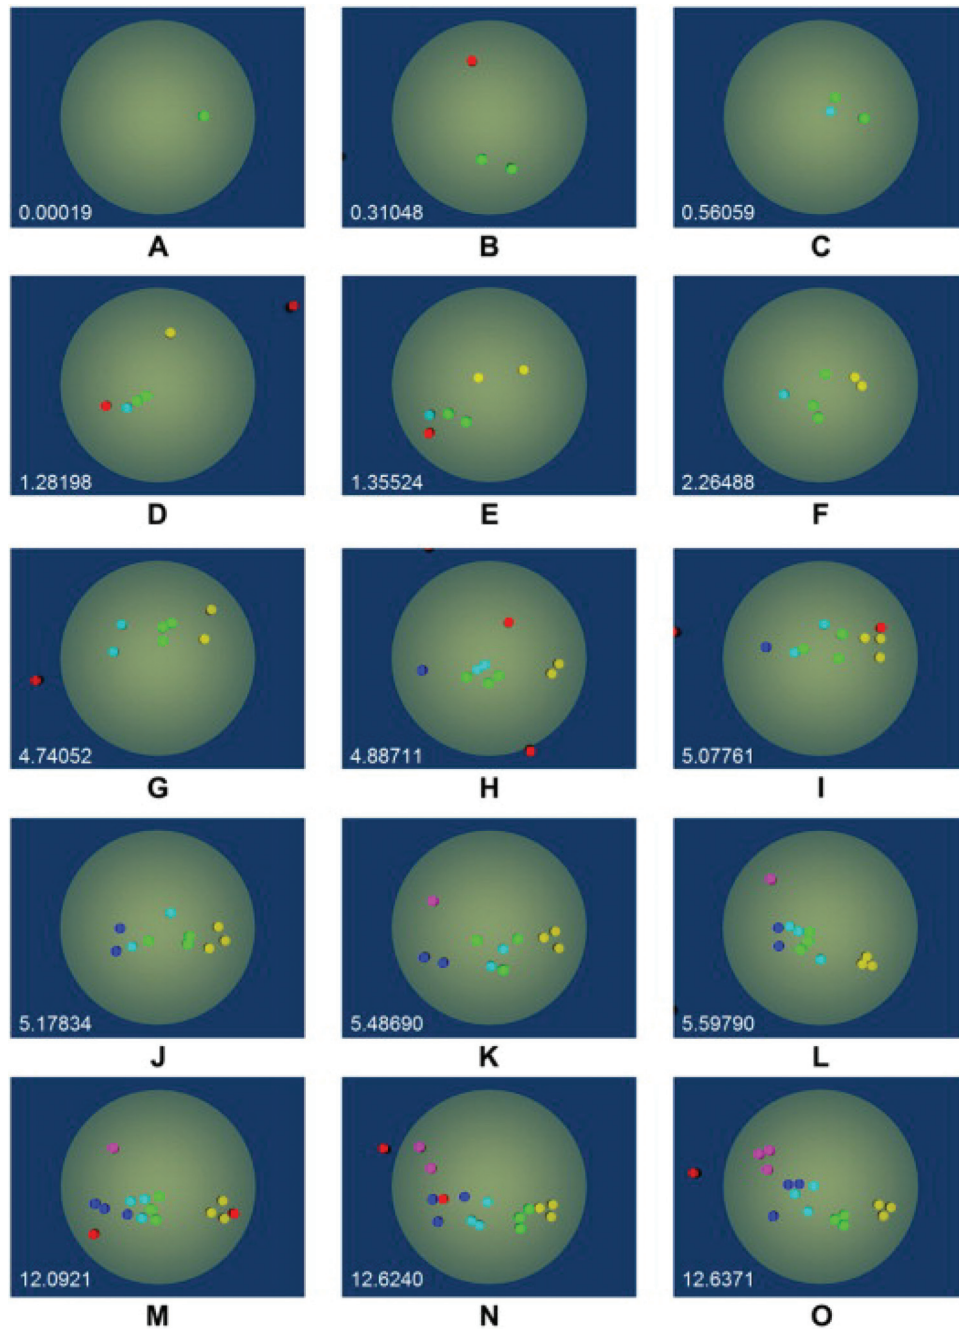 0.00019
0.31048
0.56059
A
B
C
1.28198
1.35524
2.26488
D
E
F
4.74052
4.88711
5.07761
G
H
I
5.17834
5.48690
5.59790
J
K
L
12.0921
12.6240
12.6371
M
N
O